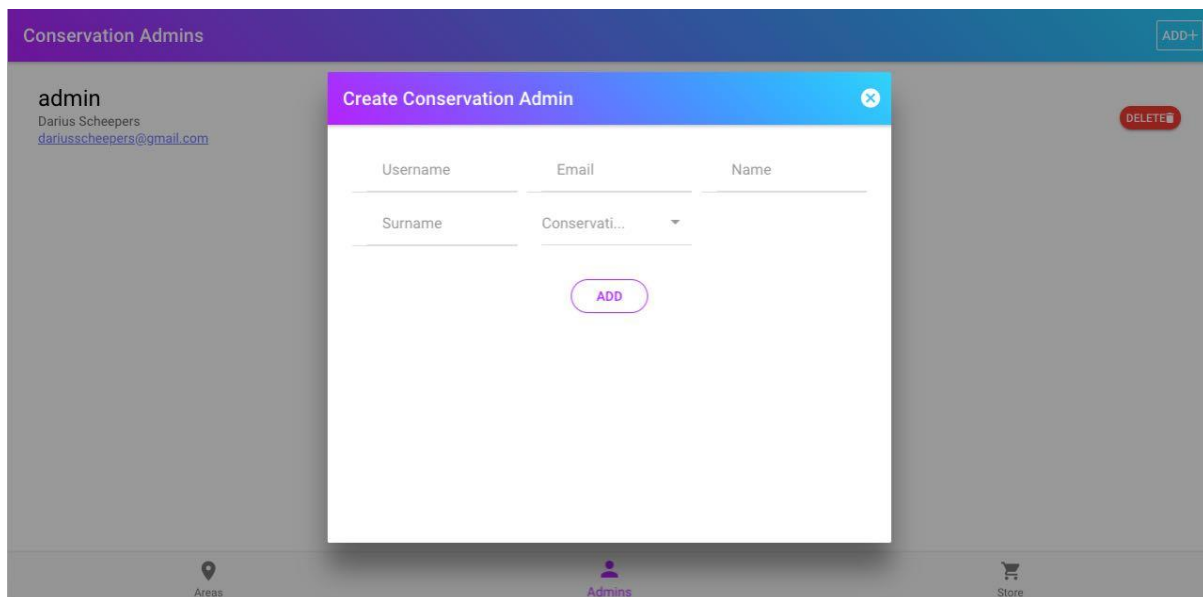 Conservation Admins
ADD+
admin
Darius Scheepers
dariusscheepers@gmail.com
DELETE
Create Conservation Admin
Username
Email
Name
Surname
Conservati...
ADD
Areas
Admins
Store